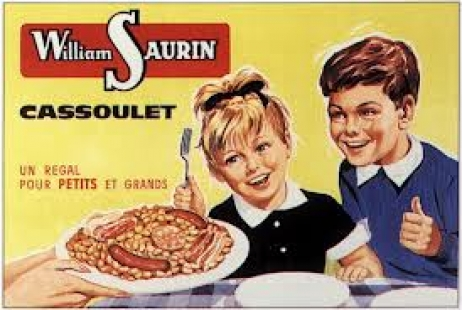 William SAURIN
CASSOULET
UN REGAL
POUR PETITS ET GRANDS